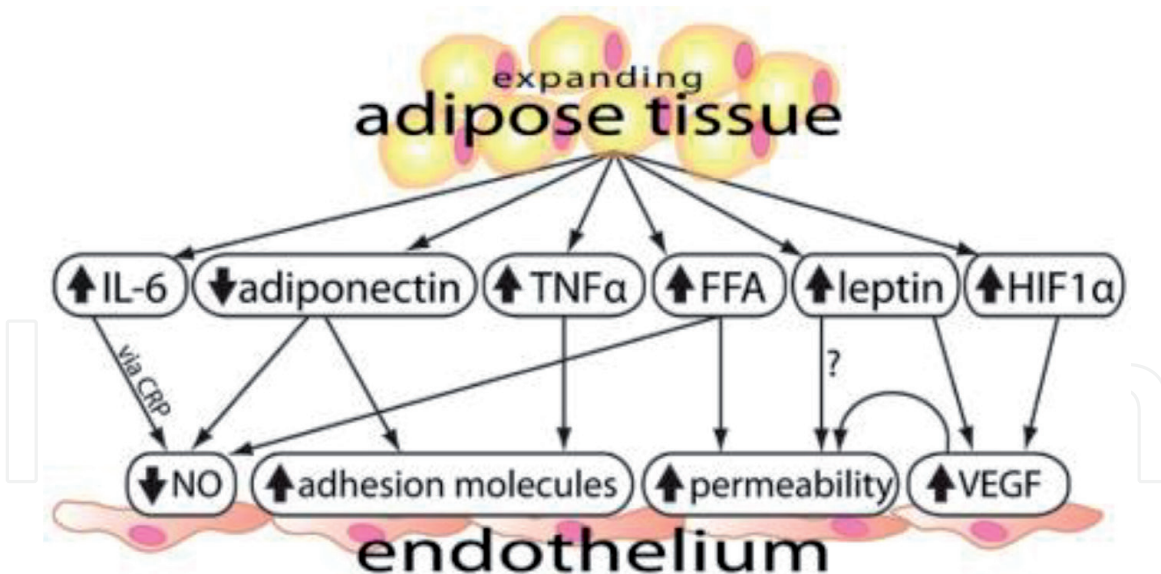 expanding
adipose tissue
⬆IL-6 ⬇adiponectin ⬆TNFα ⬆FFA ⬆leptin ⬆HIF1α
via CRP
?
⬇NO ⬆adhesion molecules ⬆permeability ⬆VEGF
endothelium